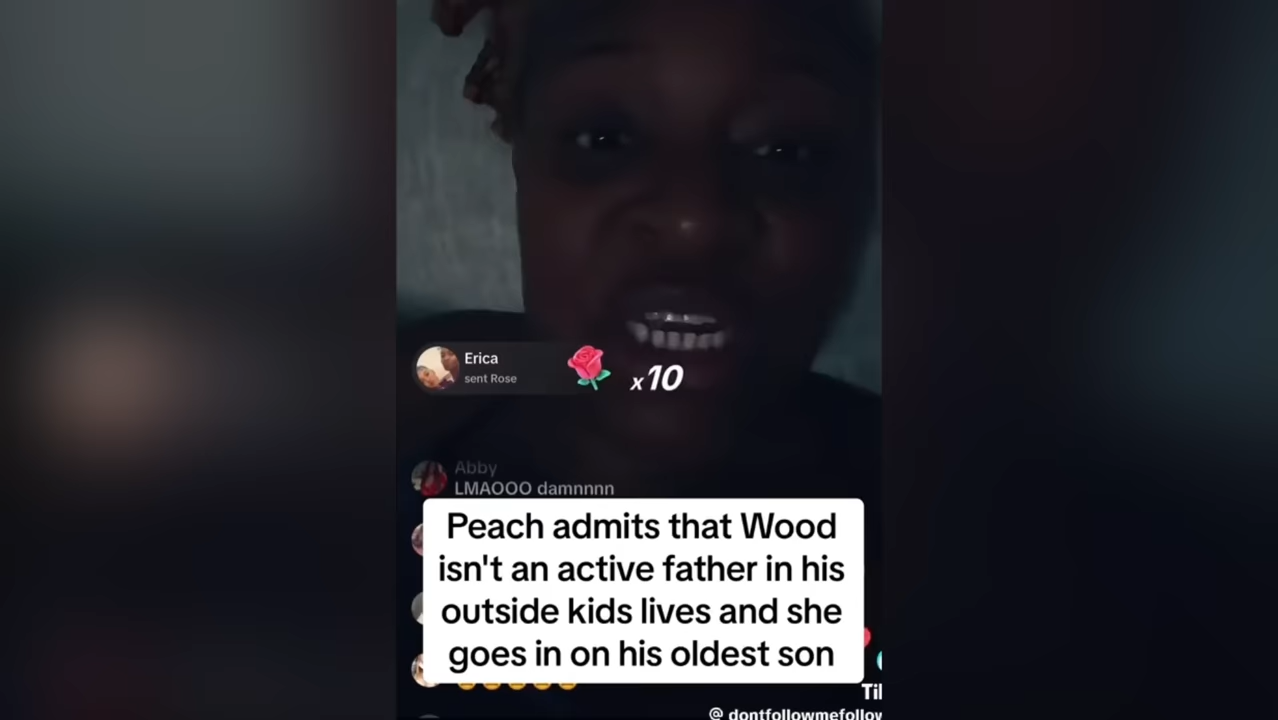 Erica
sent Rose
x10
Abby
LMAOOO damnnnn
Peach admits that Wood
isn't an active father in his
outside kids lives and she
goes in on his oldest son
@ dontfollowmefollow